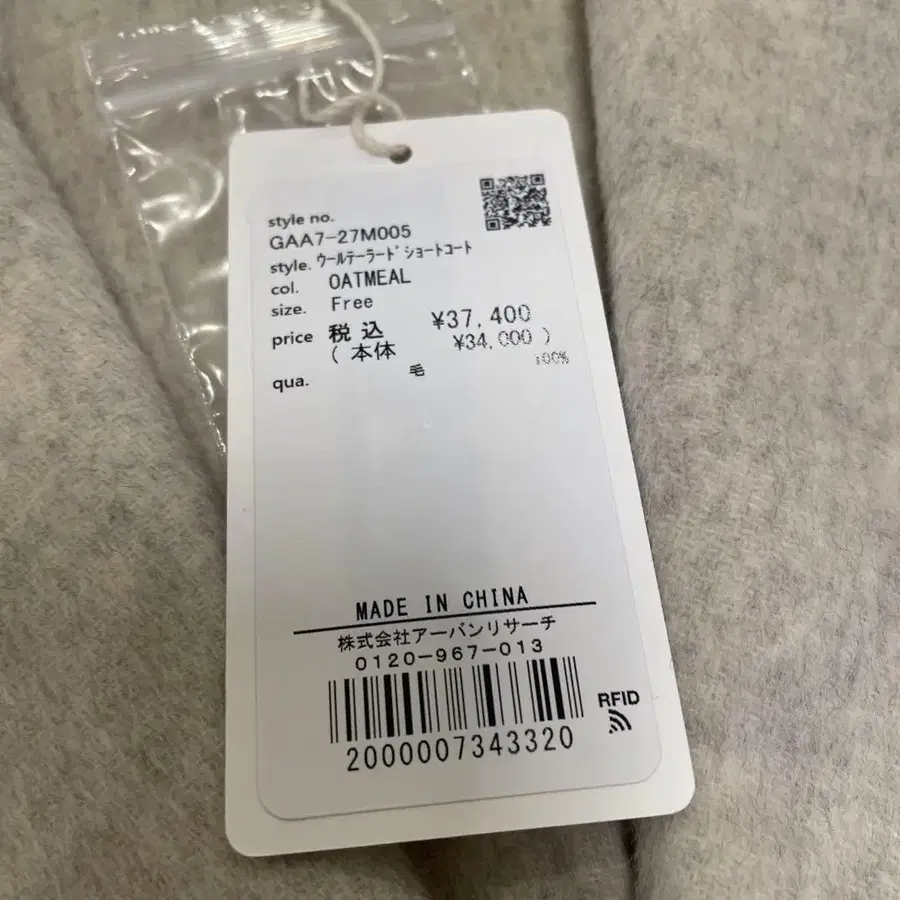 style no.
GAA7-27M005
style. ｳｰﾙﾃｰﾗｰﾄﾞｼｮｰﾄｺｰﾄ
col. OATMEAL
size. Free
price 税込 ¥37,400
( 本体 ¥34,000 )
qua. 毛 100%
MADE IN CHINA
株式会社アーバンリサーチ
0120-967-013
RFID
2000007343320